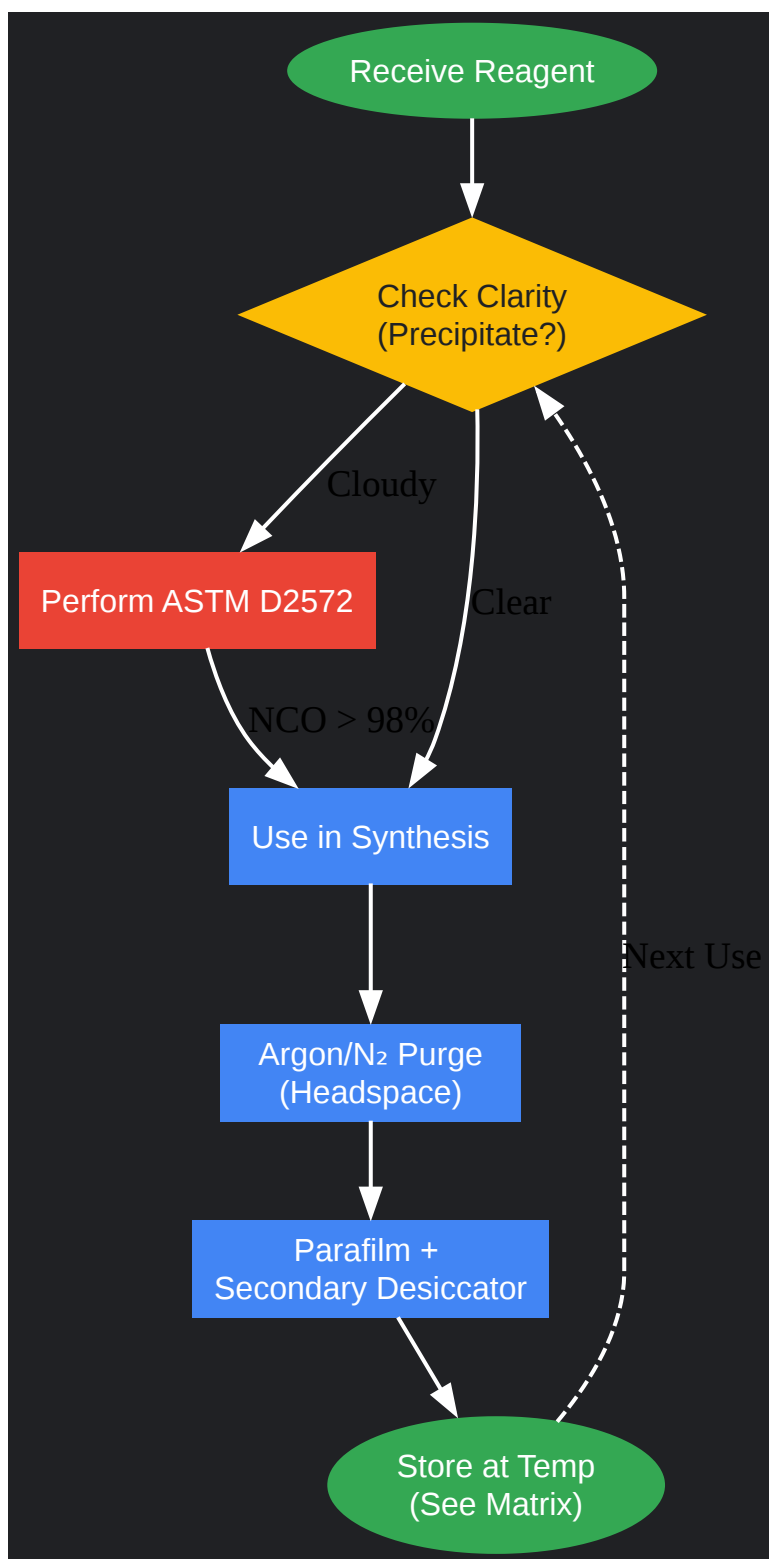 Receive Reagent
Check Clarity
(Precipitate?)
Cloudy
Perform ASTM D2572
Clear
NCO > 98%
Use in Synthesis
Next Use
Argon/N₂ Purge
(Headspace)
Parafilm +
Secondary Desiccator
Store at Temp
(See Matrix)